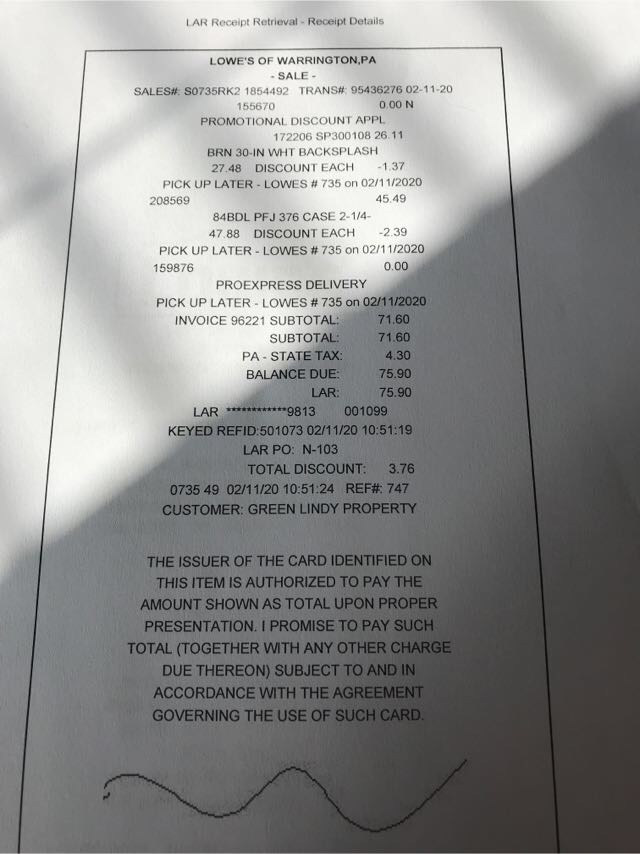 LAR Receipt Retrieval - Receipt Details
LOWE'S OF WARRINGTON,PA
- SALE -
SALES#: S0735RK2 1854492 TRANS#: 95436276 02-11-20
155670 0.00 N
PROMOTIONAL DISCOUNT APPL
172206 SP300108 26.11
BRN 30-IN WHT BACKSPLASH
27.48 DISCOUNT EACH -1.37
PICK UP LATER - LOWES # 735 on 02/11/2020
208569 45.49
84BDL PFJ 376 CASE 2-1/4-
47.88 DISCOUNT EACH -2.39
PICK UP LATER - LOWES # 735 on 02/11/2020
159876 0.00
PROEXPRESS DELIVERY
PICK UP LATER - LOWES # 735 on 02/11/2020
INVOICE 96221 SUBTOTAL: 71.60
SUBTOTAL: 71.60
PA - STATE TAX: 4.30
BALANCE DUE: 75.90
LAR: 75.90
LAR ************9813 001099
KEYED REFID:501073 02/11/20 10:51:19
LAR PO: N-103
TOTAL DISCOUNT: 3.76
0735 49 02/11/20 10:51:24 REF#: 747
CUSTOMER: GREEN LINDY PROPERTY
THE ISSUER OF THE CARD IDENTIFIED ON
THIS ITEM IS AUTHORIZED TO PAY THE
AMOUNT SHOWN AS TOTAL UPON PROPER
PRESENTATION. I PROMISE TO PAY SUCH
TOTAL (TOGETHER WITH ANY OTHER CHARGE
DUE THEREON) SUBJECT TO AND IN
ACCORDANCE WITH THE AGREEMENT
GOVERNING THE USE OF SUCH CARD.